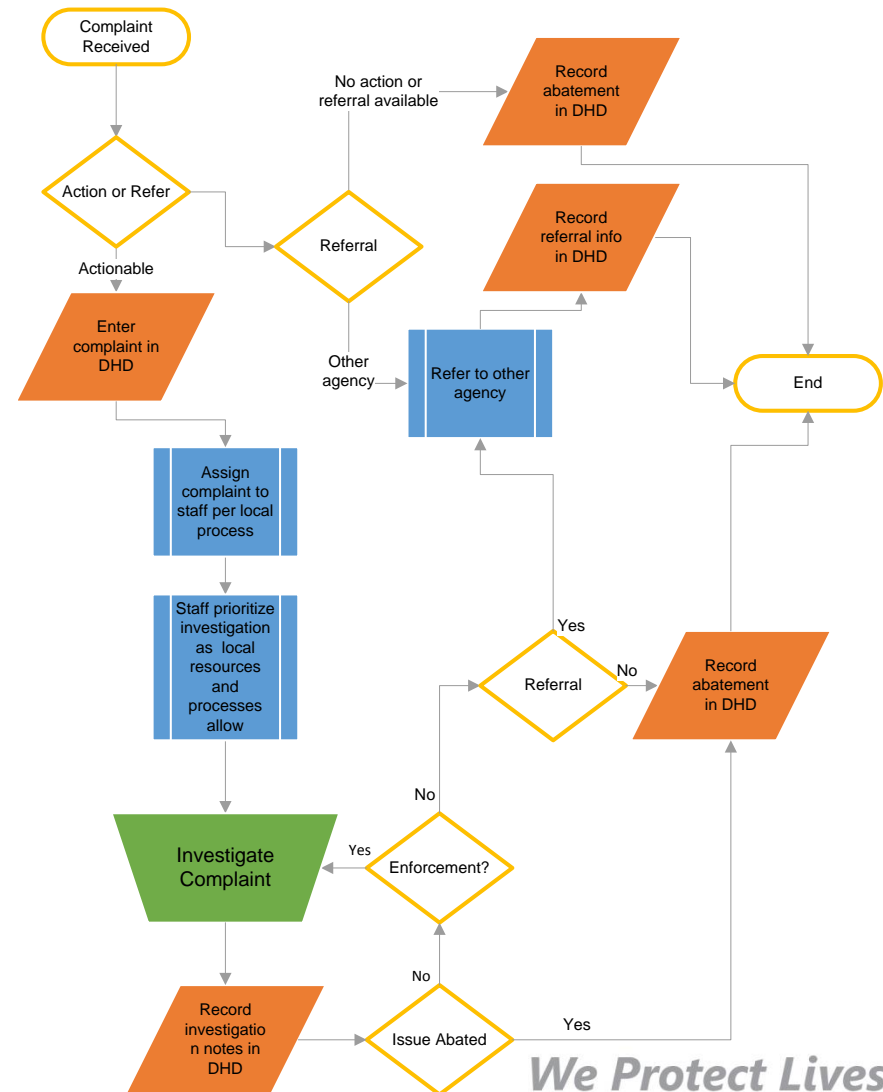 Complaint
Received
No action or
referral available
Record
abatement
in DHD
Action or Refer
Referral
Record
referral info
in DHD
Actionable
Enter
complaint in
DHD
Other
agency
Refer to other
agency
End
Assign
complaint to
staff per local
process
Staff prioritize
investigation
as local
resources
and
processes
allow
Yes
Referral
No
Record
abatement
in DHD
No
Investigate
Complaint
Yes
Enforcement?
No
Record
investigatio
n notes in
DHD
Issue Abated
Yes
We Protect Lives